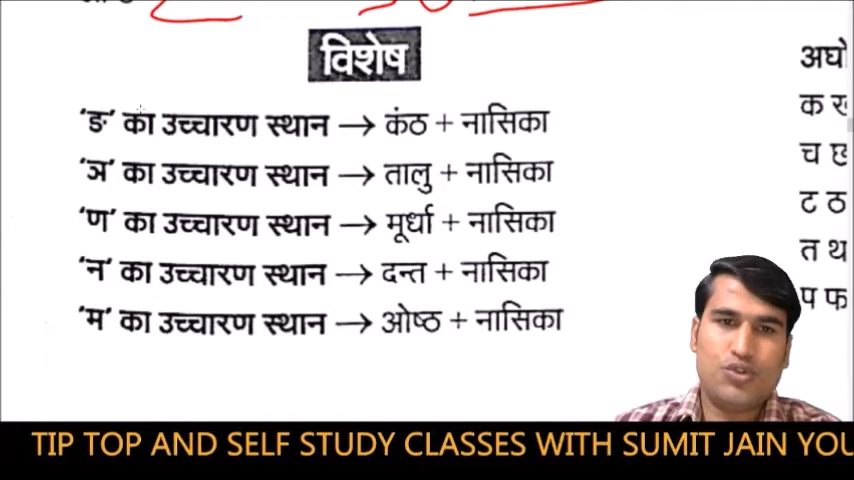 विशेष
'ङ' का उच्चारण स्थान → कंठ + नासिका
'ञ' का उच्चारण स्थान → तालु + नासिका
'ण' का उच्चारण स्थान → मूर्धा + नासिका
'न' का उच्चारण स्थान → दन्त + नासिका
'म' का उच्चारण स्थान → ओष्ठ + नासिका
अघो
क ख
च छ
ट ठ
त थ
प फ
TIP TOP AND SELF STUDY CLASSES WITH SUMIT JAIN YOU